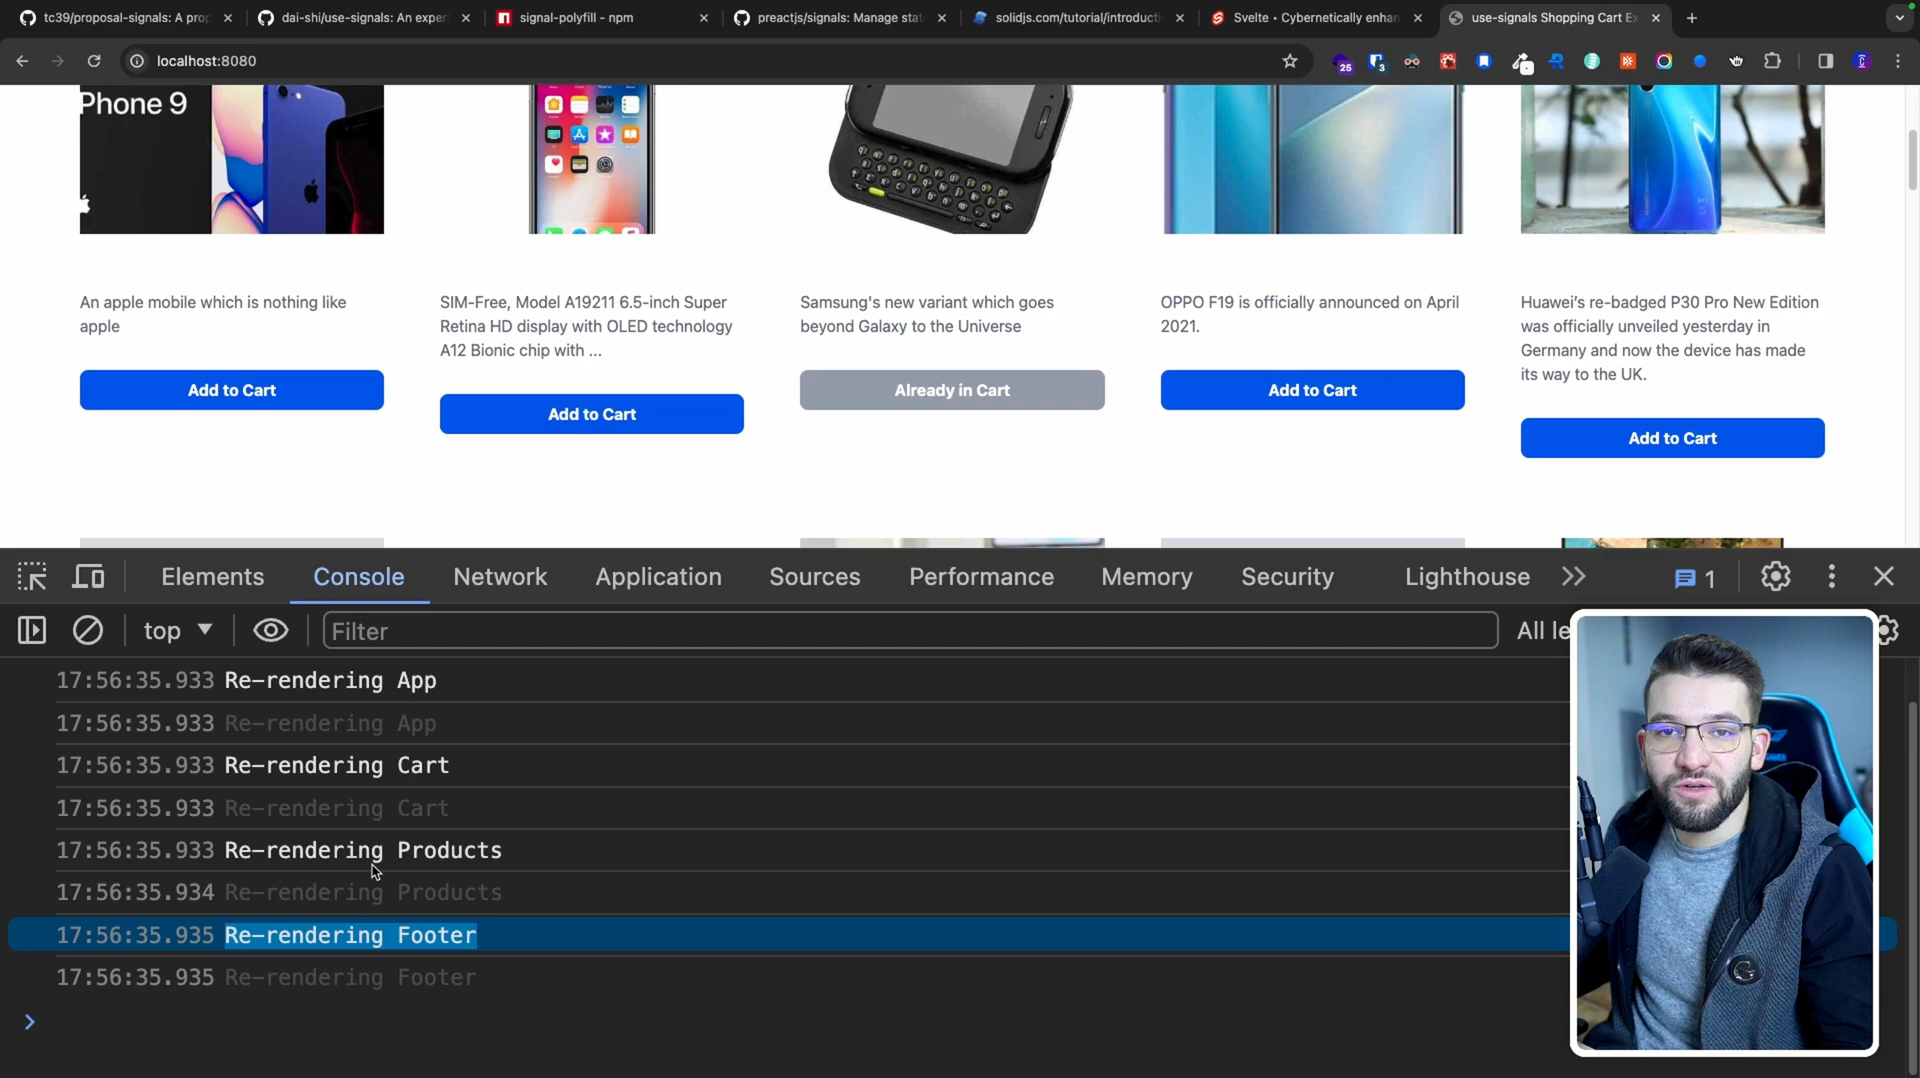 tc39/proposal-signals: A prop
dai-shi/use-signals: An exper
signal-polyfill - npm
preactjs/signals: Manage stat
solidjs.com/tutorial/introducti
Svelte • Cybernetically enhan
use-signals Shopping Cart Ex
localhost:8080
25
3
Phone 9
An apple mobile which is nothing like
apple
Add to Cart
SIM-Free, Model A19211 6.5-inch Super
Retina HD display with OLED technology
A12 Bionic chip with ...
Add to Cart
Samsung's new variant which goes
beyond Galaxy to the Universe
Already in Cart
OPPO F19 is officially announced on April
2021.
Add to Cart
Huawei’s re-badged P30 Pro New Edition
was officially unveiled yesterday in
Germany and now the device has made
its way to the UK.
Add to Cart
Elements
Console
Network
Application
Sources
Performance
Memory
Security
Lighthouse
1
top
Filter
All le
17:56:35.933 Re-rendering App
17:56:35.933 Re-rendering App
17:56:35.933 Re-rendering Cart
17:56:35.933 Re-rendering Cart
17:56:35.933 Re-rendering Products
17:56:35.934 Re-rendering Products
17:56:35.935 Re-rendering Footer
17:56:35.935 Re-rendering Footer